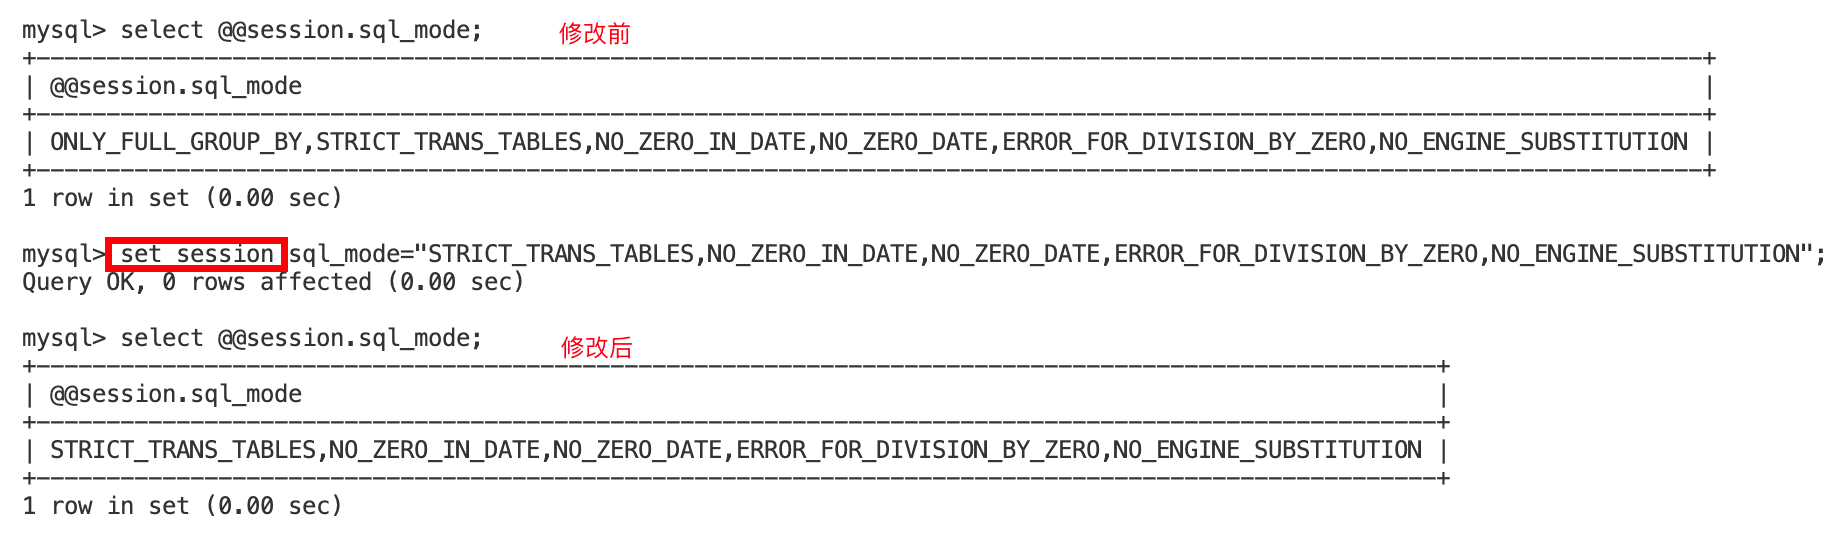 mysql> select @@session.sql_mode; 修改前
+-----------------------------------------------------------------------------------------------------------------------+
| @@session.sql_mode |
+-----------------------------------------------------------------------------------------------------------------------+
| ONLY_FULL_GROUP_BY,STRICT_TRANS_TABLES,NO_ZERO_IN_DATE,NO_ZERO_DATE,ERROR_FOR_DIVISION_BY_ZERO,NO_ENGINE_SUBSTITUTION |
+-----------------------------------------------------------------------------------------------------------------------+
1 row in set (0.00 sec)
mysql> set session sql_mode="STRICT_TRANS_TABLES,NO_ZERO_IN_DATE,NO_ZERO_DATE,ERROR_FOR_DIVISION_BY_ZERO,NO_ENGINE_SUBSTITUTION";
Query OK, 0 rows affected (0.00 sec)
mysql> select @@session.sql_mode; 修改后
+----------------------------------------------------------------------------------------------------+
| @@session.sql_mode |
+----------------------------------------------------------------------------------------------------+
| STRICT_TRANS_TABLES,NO_ZERO_IN_DATE,NO_ZERO_DATE,ERROR_FOR_DIVISION_BY_ZERO,NO_ENGINE_SUBSTITUTION |
+----------------------------------------------------------------------------------------------------+
1 row in set (0.00 sec)